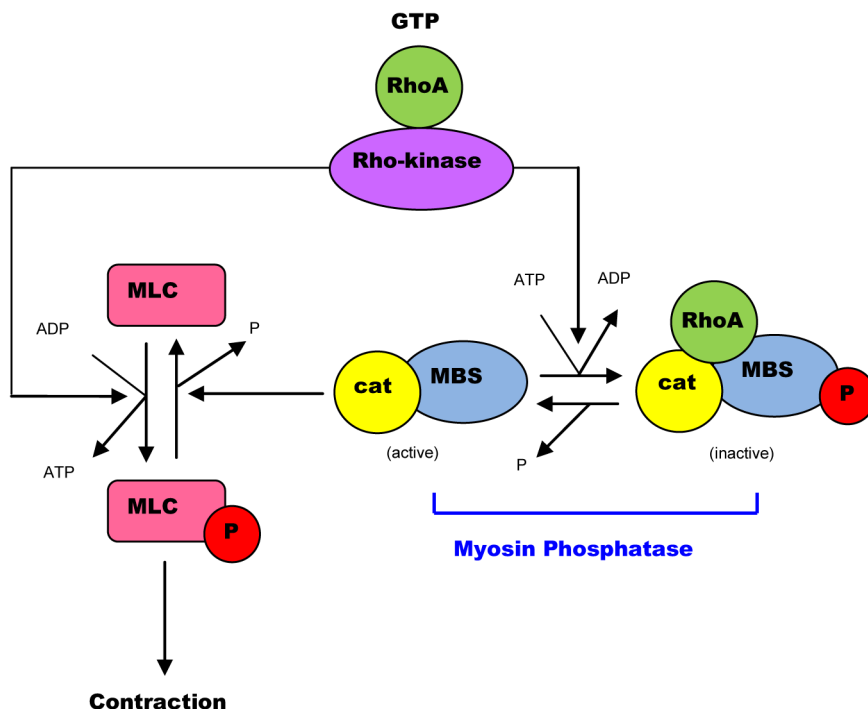 GTP
RhoA
Rho-kinase
MLC
ADP
P
ATP
MLC
P
Contraction
cat
MBS
(active)
ATP
ADP
P
RhoA
cat
MBS
P
(inactive)
Myosin Phosphatase